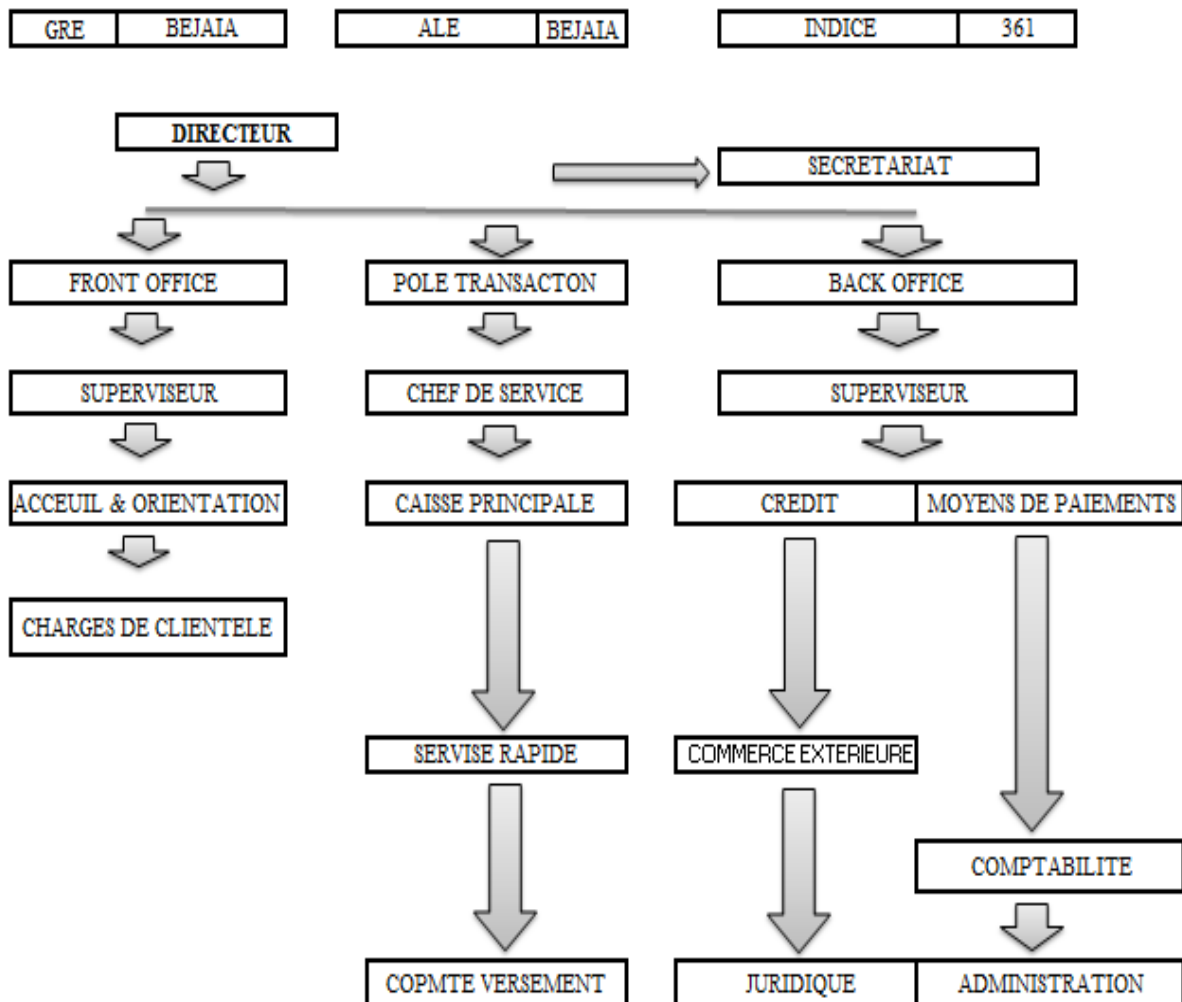 GRE BEJAIA ALE BEJAIA INDICE 361
DIRECTEUR
SECRETARIAT
FRONT OFFICE POLE TRANSACTON BACK OFFICE
SUPERVISEUR CHEF DE SERVICE SUPERVISEUR
ACCEUIL & ORIENTATION CAISSE PRINCIPALE CREDIT MOYENS DE PAIEMENTS
CHARGES DE CLIENTELE
SERVISE RAPIDE COMMERCE EXTERIEURE
COMPTABILITE
COPMTE VERSEMENT JURIDIQUE ADMINISTRATION